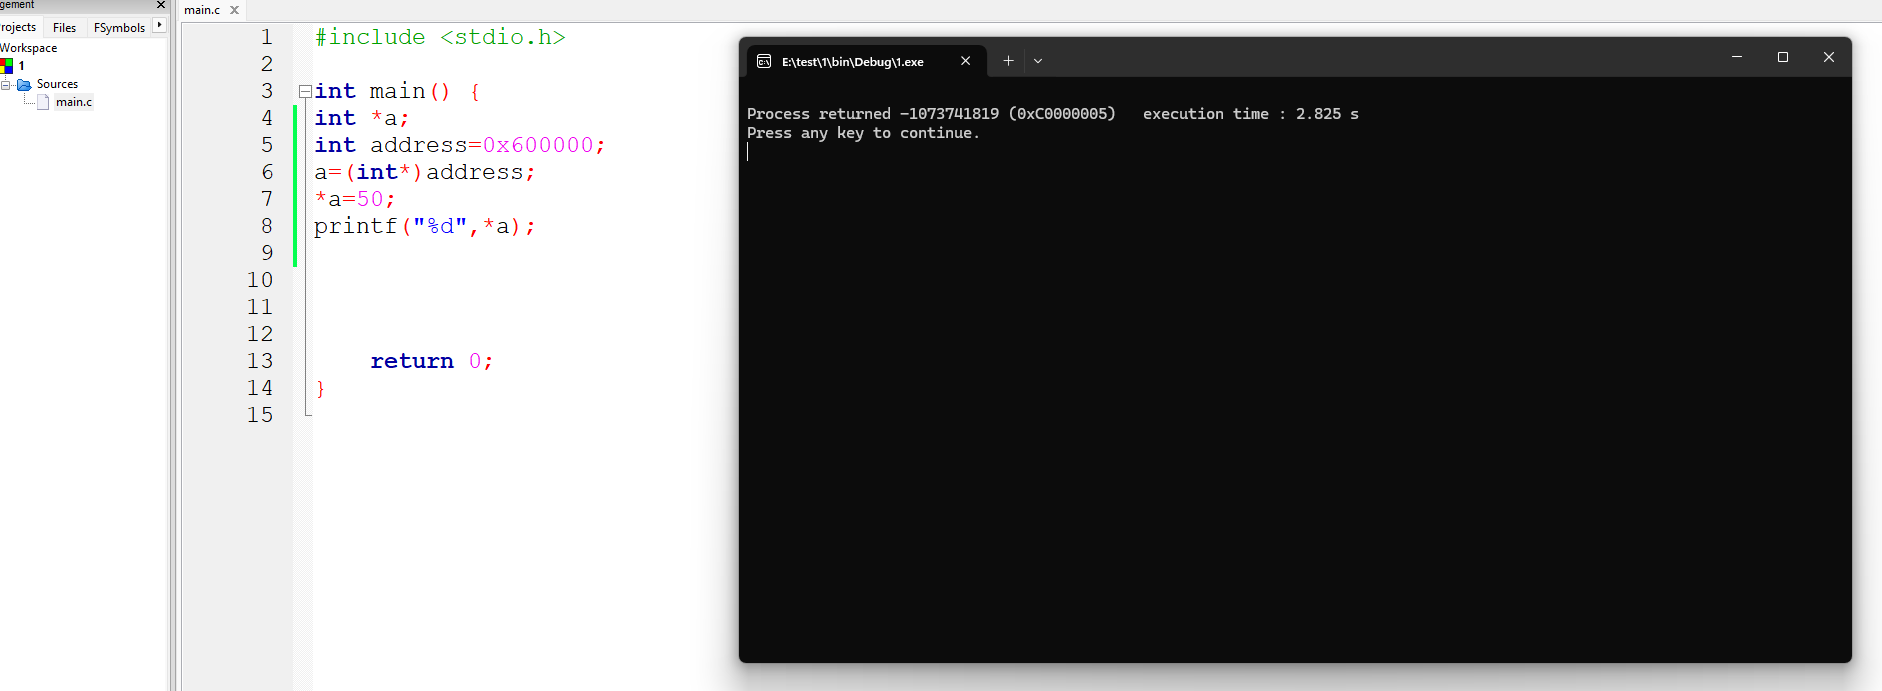 gement
rojects Files FSymbols
Workspace
1
Sources
main.c
main.c
1 #include <stdio.h>
2
3 int main() {
4 int *a;
5 int address=0x600000;
6 a=(int*)address;
7 *a=50;
8 printf("%d",*a);
9
10
11
12
13 return 0;
14 }
15
E:\test\1\bin\Debug\1.exe
Process returned -1073741819 (0xC0000005) execution time : 2.825 s
Press any key to continue.